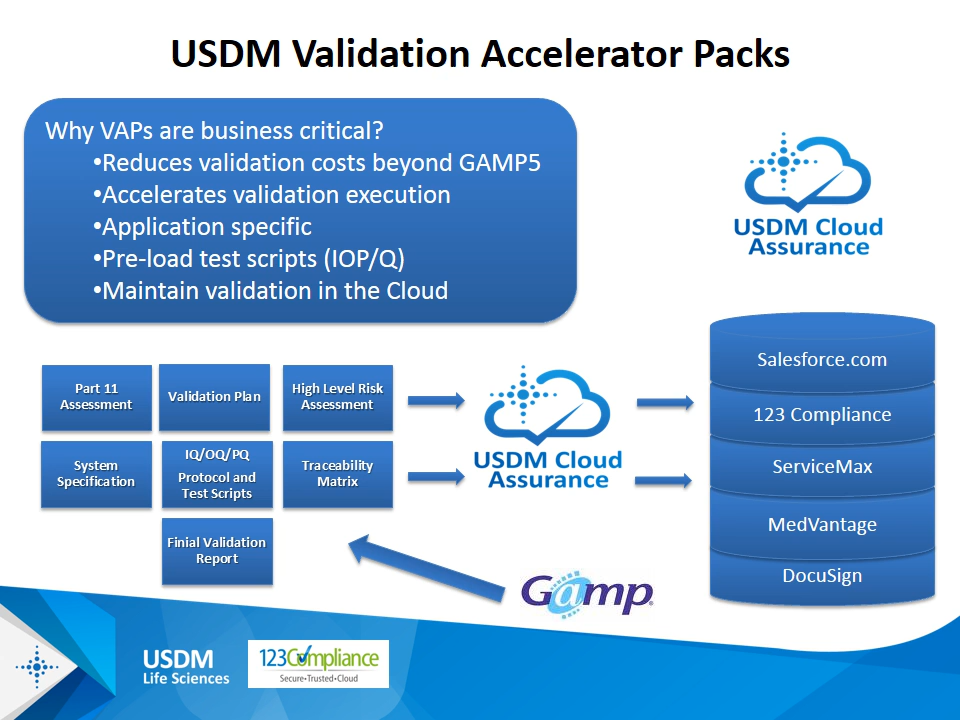 USDM Validation Accelerator Packs
Why VAPs are business critical?
•Reduces validation costs beyond GAMP5
•Accelerates validation execution
•Application specific
•Pre-load test scripts (IOP/Q)
•Maintain validation in the Cloud
USDM Cloud
Assurance
Part 11
Assessment
Validation Plan
High Level Risk
Assessment
System
Specification
IQ/OQ/PQ
Protocol and
Test Scripts
Traceability
Matrix
Finial Validation
Report
USDM Cloud
Assurance
Salesforce.com
123 Compliance
ServiceMax
MedVantage
DocuSign
Gamp®
USDM
Life Sciences
123Compliance
Secure•Trusted•Cloud